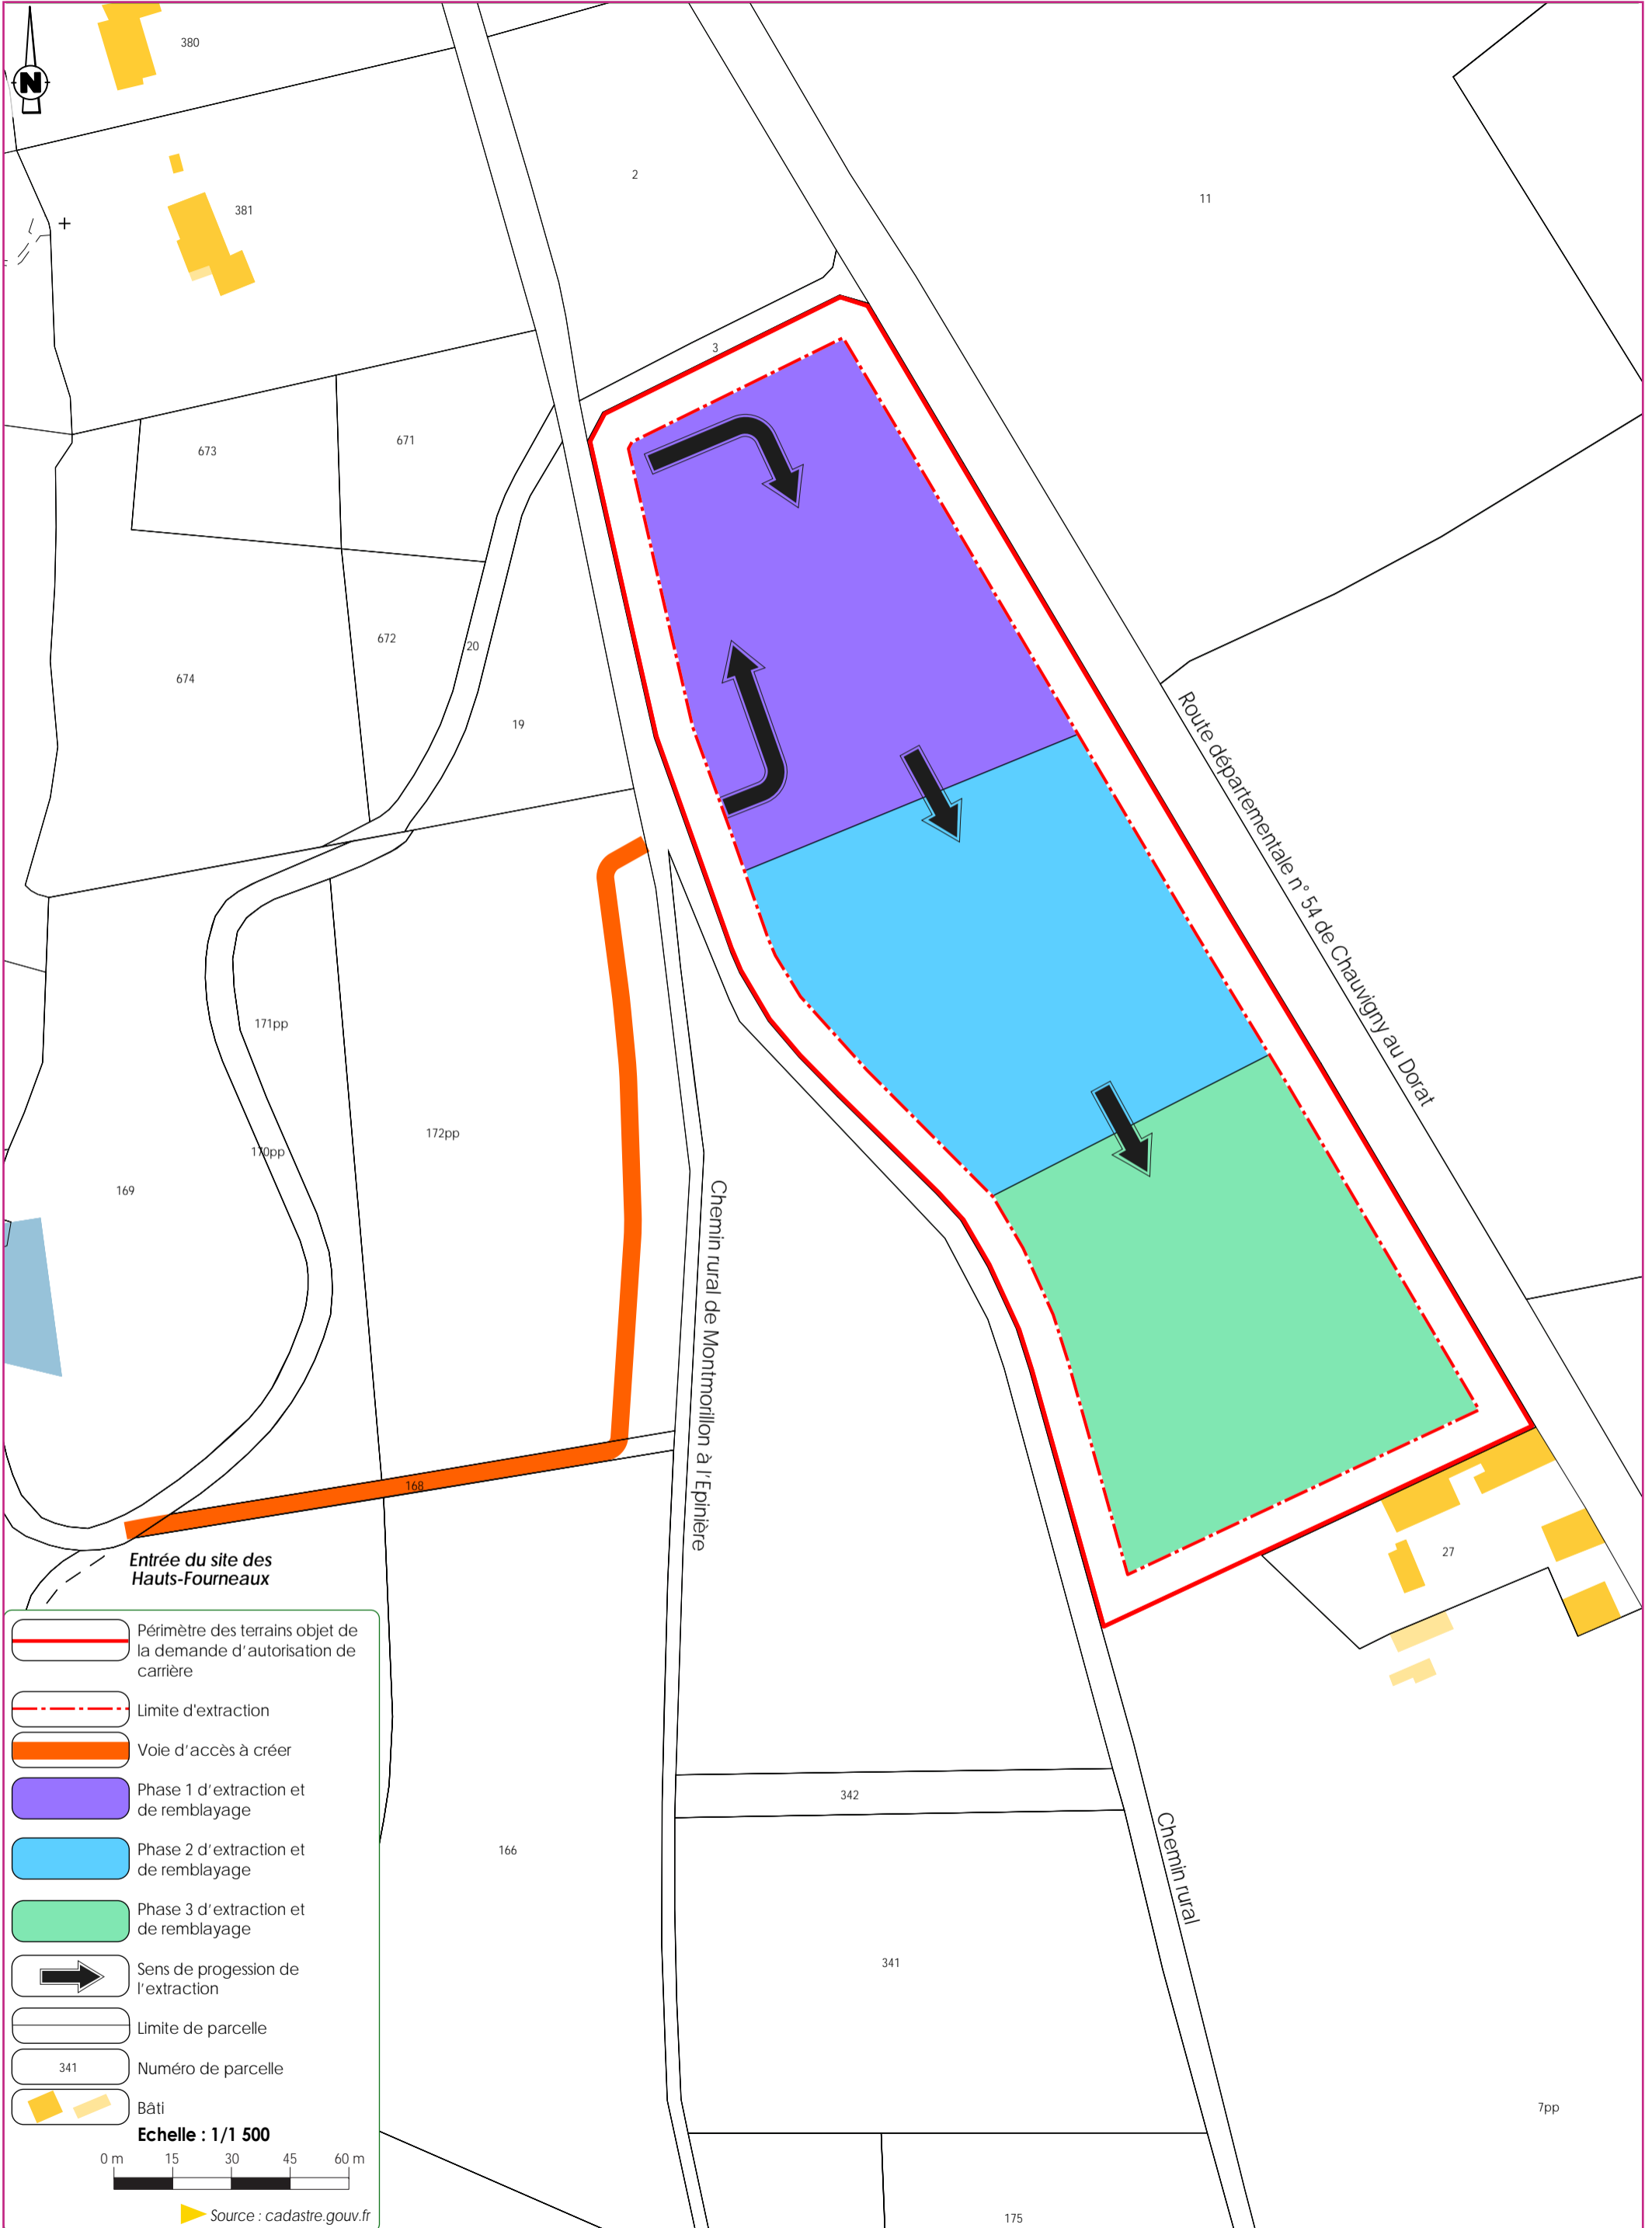 380
N
2
11
381
3
671
673
672
20
674
19
Route départementale n° 54 de Chauvigny au Dorat
171pp
172pp
170pp
169
Chemin rural de Montmorillon à l'Epinière
168
Entrée du site des
Hauts-Fourneaux
27
Périmètre des terrains objet de
la demande d'autorisation de
carrière
Limite d'extraction
Voie d'accès à créer
Phase 1 d'extraction et
de remblayage
Phase 2 d'extraction et
de remblayage
Phase 3 d'extraction et
de remblayage
Sens de progession de
l'extraction
Limite de parcelle
341
Numéro de parcelle
Bâti
Echelle : 1/1 500
0 m 15 30 45 60 m
Source : cadastre.gouv.fr
342
166
Chemin rural
341
7pp
175